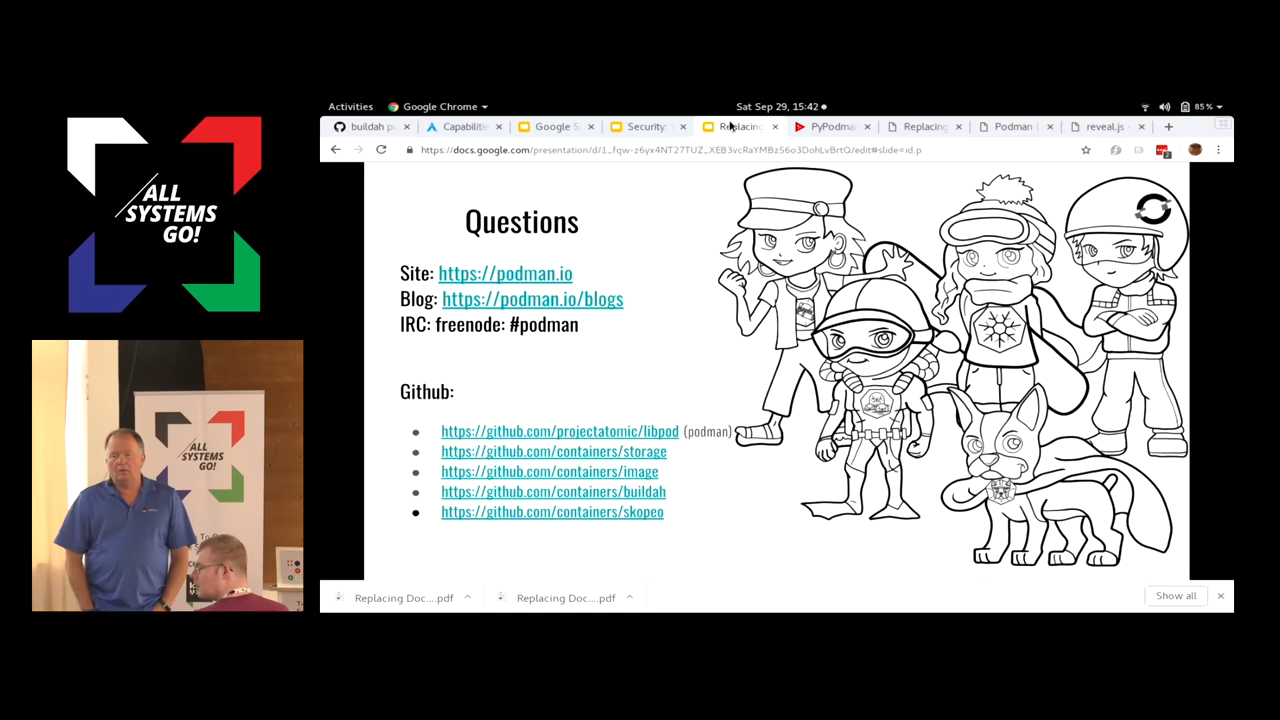 ALL
SYSTEMS
GO!
Activities Google Chrome Sat Sep 29, 15:42 85%
buildah Capabilitie Google S Security: Replacing PyPodman Replacing Podman reveal.js
https://docs.google.com/presentation/d/1_fqw-z6yx4NT27TUZ_XEB3vcRaYMBz56o3DohLvBrtQ/edit#slide=id.p
Questions
Site: https://podman.io
Blog: https://podman.io/blogs
IRC: freenode: #podman
Github:
https://github.com/projectatomic/libpod (podman)
https://github.com/containers/storage
https://github.com/containers/image
https://github.com/containers/buildah
https://github.com/containers/skopeo
Replacing Doc....pdf Replacing Doc....pdf Show all
ALL
SYSTEMS
GO!